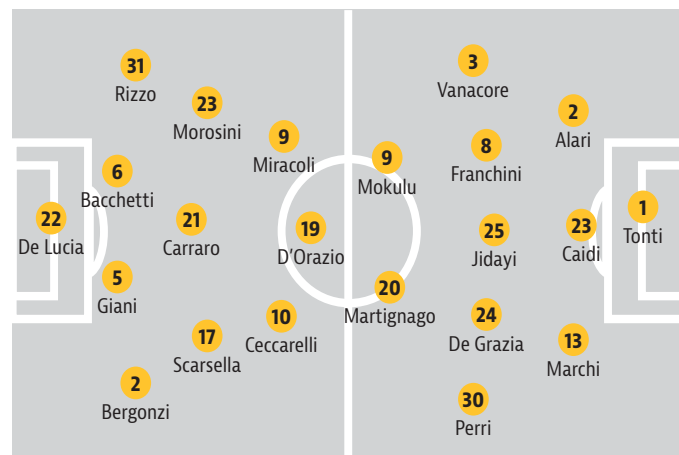 31
Rizzo
23
Morosini
9
Miracoli
6
Bacchetti
22
De Lucia
21
Carraro
19
D'Orazio
5
Giani
17
Scarsella
10
Ceccarelli
2
Bergonzi
3
Vanacore
2
Alari
8
Franchini
9
Mokulu
1
Tonti
25
Jidayi
23
Caidi
20
Martignago
24
De Grazia
13
Marchi
30
Perri